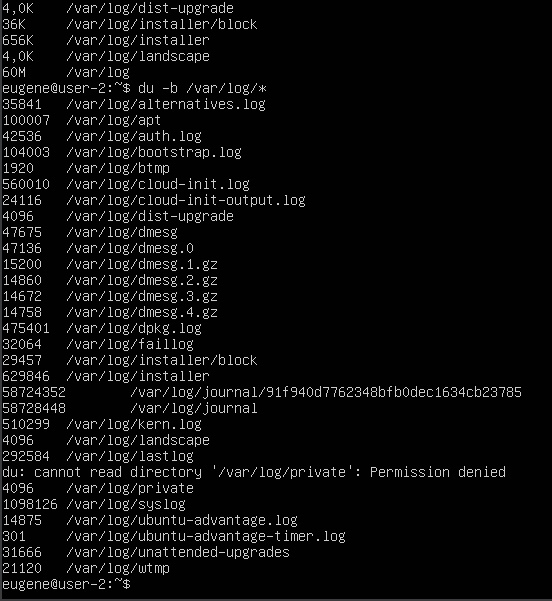 4,0K    /var/log/dist-upgrade
36K     /var/log/installer/block
656K    /var/log/installer
4,0K    /var/log/landscape
60M     /var/log
eugene@user-2:~$ du -b /var/log/*
35841   /var/log/alternatives.log
100007  /var/log/apt
42536   /var/log/auth.log
104003  /var/log/bootstrap.log
1920    /var/log/btmp
560010  /var/log/cloud-init.log
24116   /var/log/cloud-init-output.log
4096    /var/log/dist-upgrade
47675   /var/log/dmesg
47136   /var/log/dmesg.0
15200   /var/log/dmesg.1.gz
14860   /var/log/dmesg.2.gz
14672   /var/log/dmesg.3.gz
14758   /var/log/dmesg.4.gz
475401  /var/log/dpkg.log
32064   /var/log/faillog
29457   /var/log/installer/block
629846  /var/log/installer
58724352        /var/log/journal/91f940d7762348bfb0dec1634cb23785
58728448        /var/log/journal
510299  /var/log/kern.log
4096    /var/log/landscape
292584  /var/log/lastlog
du: cannot read directory '/var/log/private': Permission denied
4096    /var/log/private
1098126 /var/log/syslog
14875   /var/log/ubuntu-advantage.log
301     /var/log/ubuntu-advantage-timer.log
31666   /var/log/unattended-upgrades
21120   /var/log/wtmp
eugene@user-2:~$